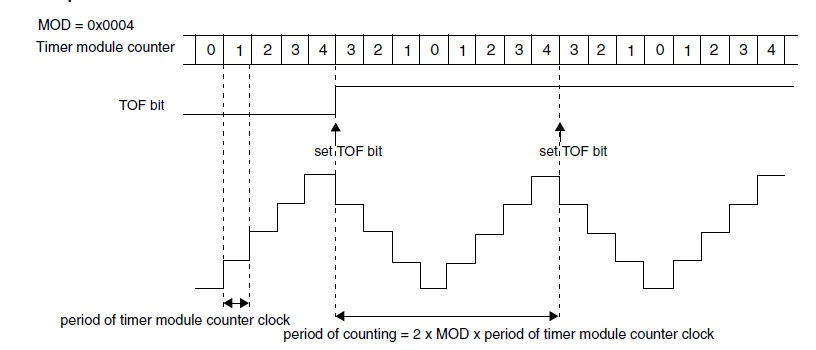 MOD = 0x0004
Timer module counter 0 1 2 3 4 3 2 1 0 1 2 3 4 3 2 1 0 1 2 3 4
TOF bit
set TOF bit set TOF bit
period of timer module counter clock
period of counting = 2 x MOD x period of timer module counter clock